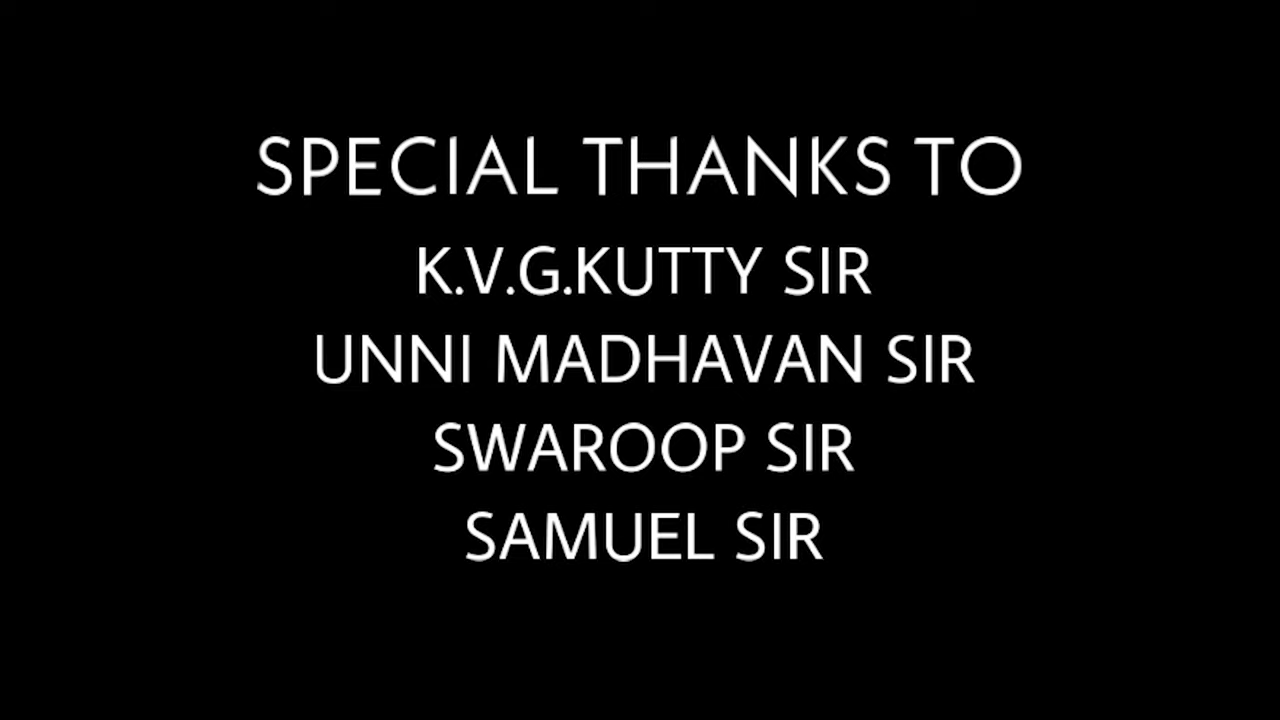 SPECIAL THANKS TO
K.V.G.KUTTY SIR
UNNI MADHAVAN SIR
SWAROOP SIR
SAMUEL SIR